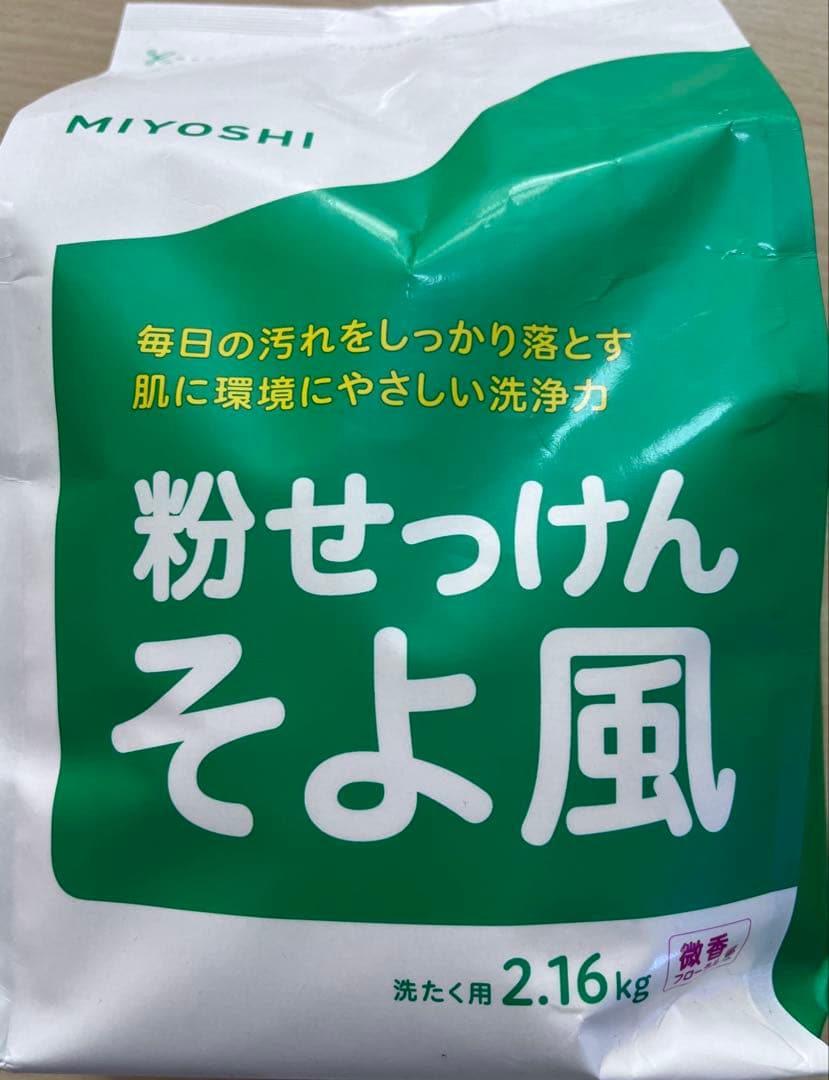 MIYOSHI
毎日の汚れをしっかり落とす
肌に環境にやさしい洗浄力
粉せっけん
そよ風
洗たく用 2.16kg
微香